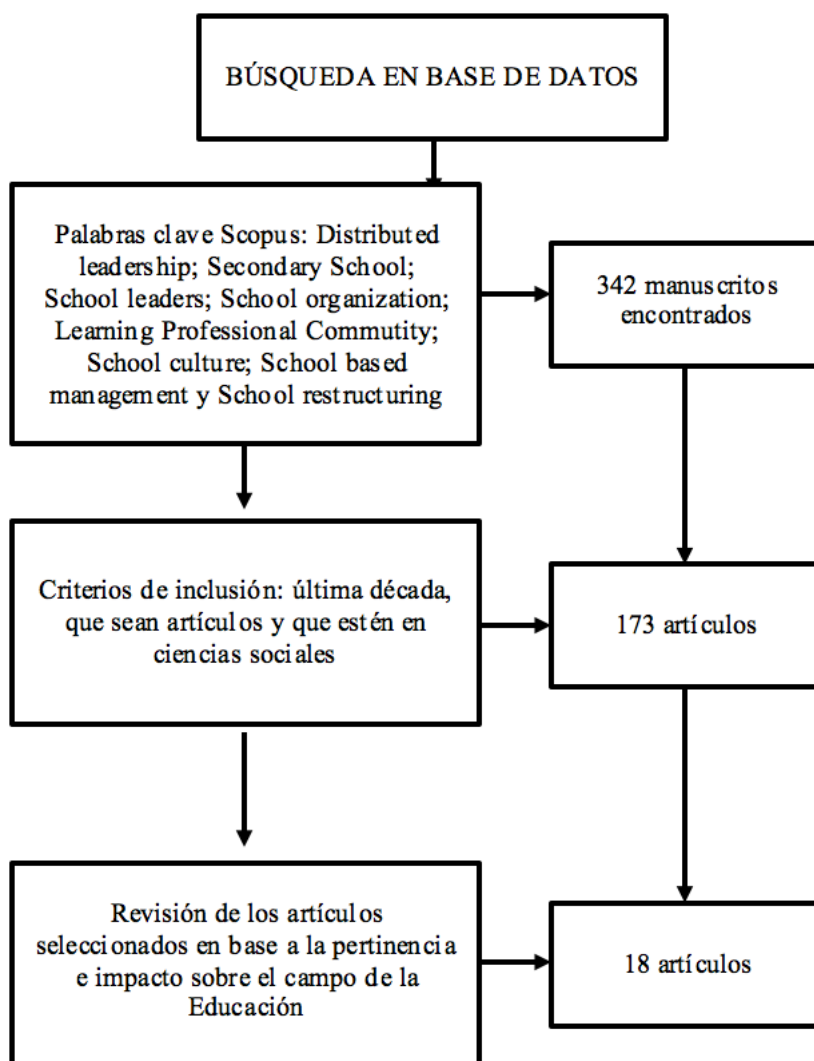 BÚSQUEDA EN BASE DE DATOS
Palabras clave Scopus: Distributed
leadership; Secondary School;
School leaders; School organization;
Learning Professional Commutity;
School culture; School based
management y School restructuring
342 manuscritos
encontrados
Criterios de inclusión: última década,
que sean artículos y que estén en
ciencias sociales
173 artículos
Revisión de los artículos
seleccionados en base a la pertinencia
e impacto sobre el campo de la
Educación
18 artículos